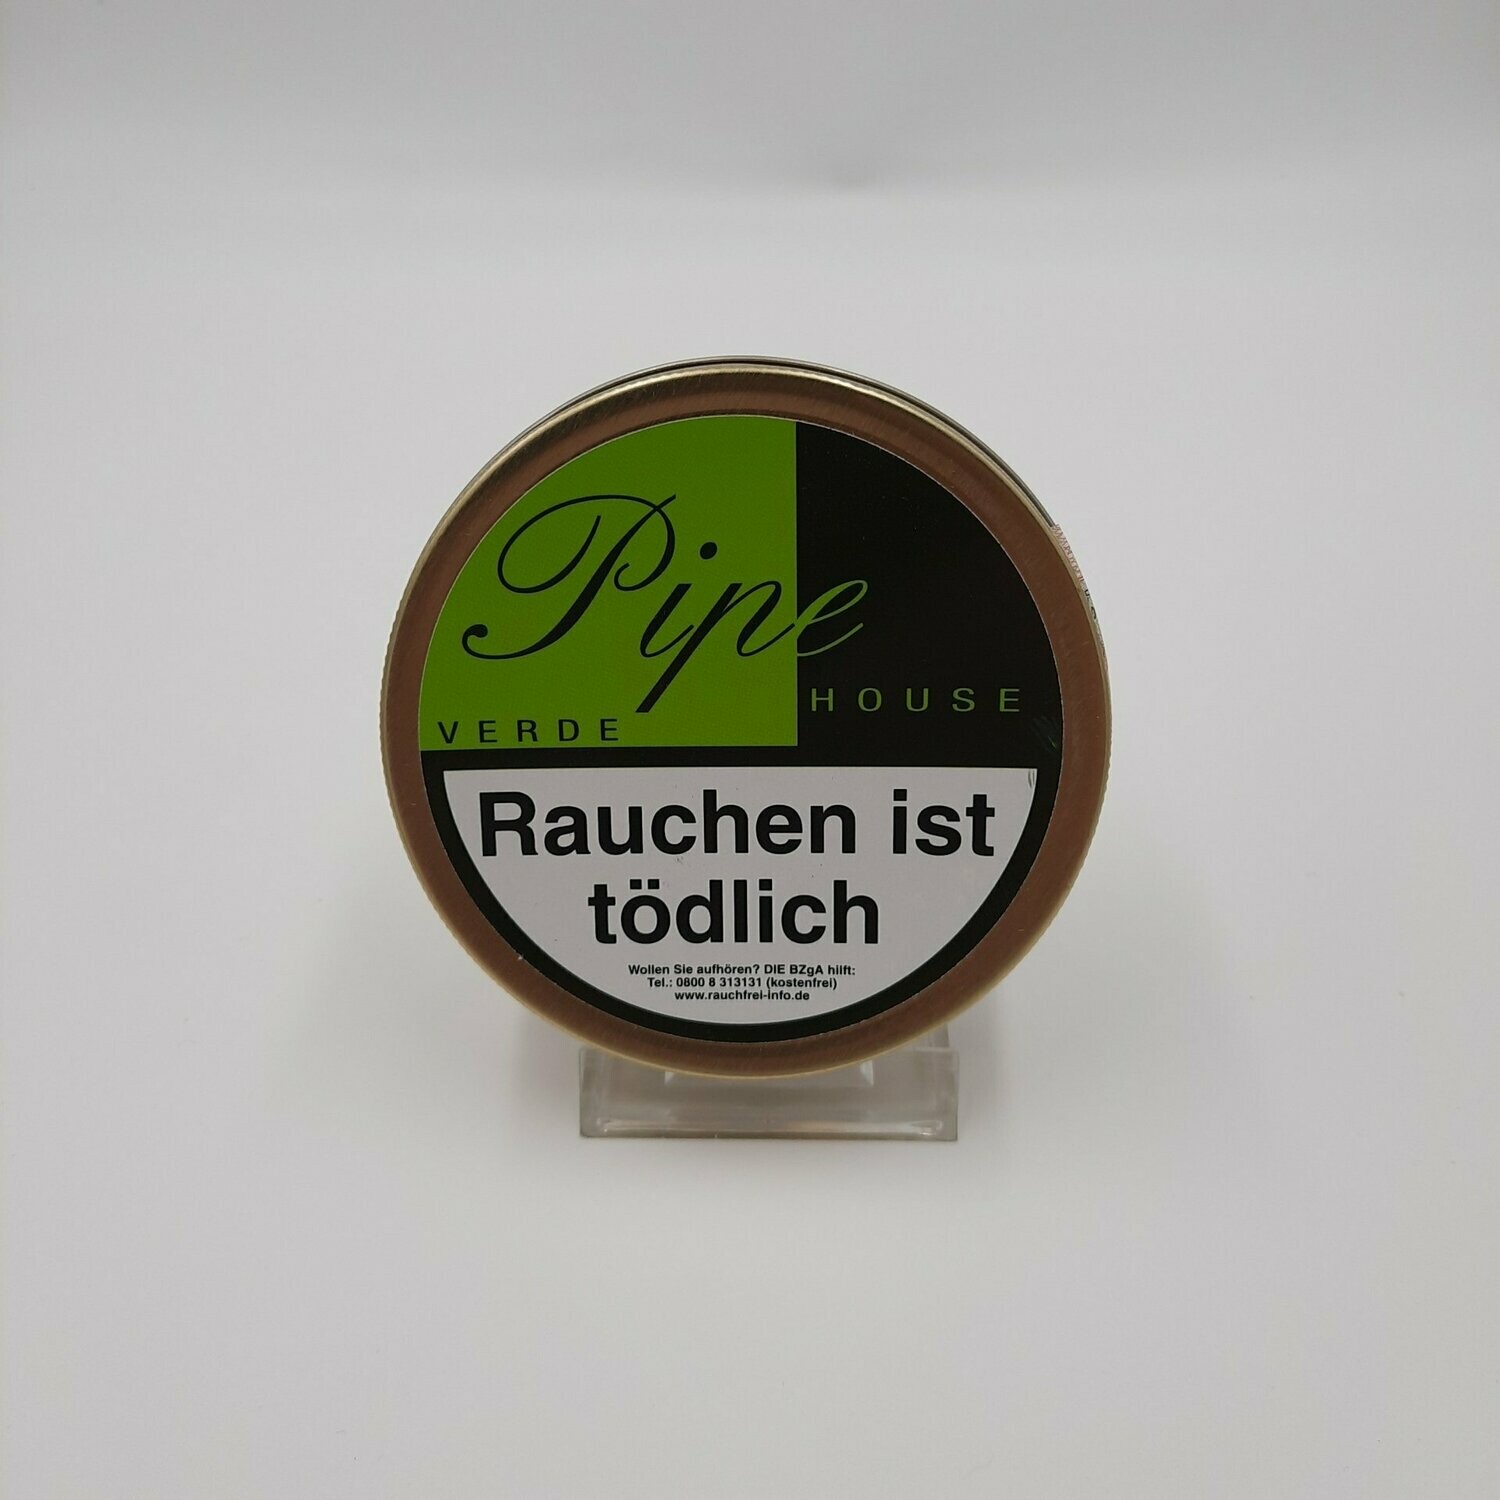 Pipe
HOUSE
VERDE
Rauchen ist
tödlich
Wollen Sie aufhören? DIE BZgA hilft:
Tel.: 0800 8 313131 (kostenfrei)
www.rauchfrei-info.de